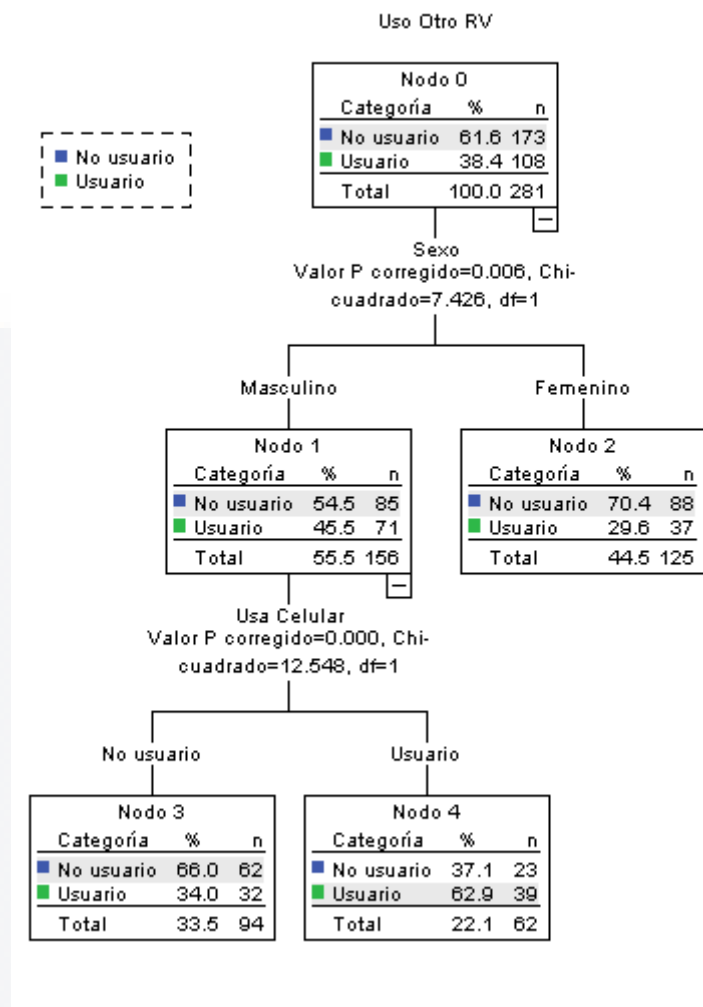 Uso Otro RV
Nodo 0
Categoría % n
No usuario 61.6 173
Usuario 38.4 108
Total 100.0 281
No usuario
Usuario
Sexo
Valor P corregido=0.006, Chi-
cuadrado=7.426, df=1
Masculino
Femenino
Nodo 1
Categoría % n
No usuario 54.5 85
Usuario 45.5 71
Total 55.5 156
Nodo 2
Categoría % n
No usuario 70.4 88
Usuario 29.6 37
Total 44.5 125
Usa Celular
Valor P corregido=0.000, Chi-
cuadrado=12.548, df=1
No usuario
Usuario
Nodo 3
Categoría % n
No usuario 66.0 62
Usuario 34.0 32
Total 33.5 94
Nodo 4
Categoría % n
No usuario 37.1 23
Usuario 62.9 39
Total 22.1 62